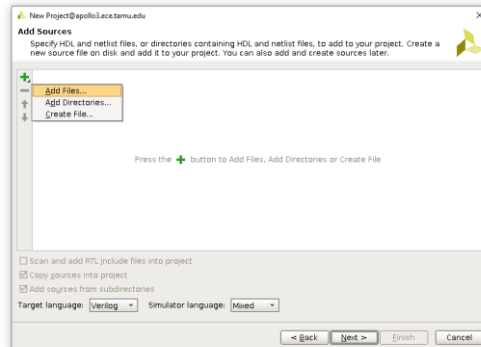 New Project@apollo3.ece.tamu.edu
Add Sources
Specify HDL and netlist files, or directories containing HDL and netlist files, to add to your project. Create a
new source file on disk and add it to your project. You can also add and create sources later.
Add Files...
Add Directories...
Create File...
Press the + button to Add Files, Add Directories or Create File
Scan and add RTL include files into project
Copy sources into project
Add sources from subdirectories
Target language: Verilog Simulator language: Mixed
< Back Next > Finish Cancel